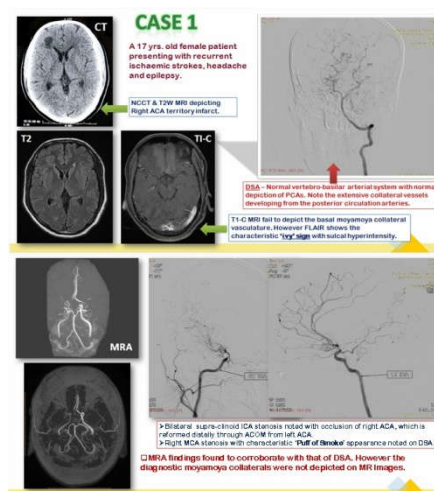 CASE 1
CT
A 17 yrs. old female patient
presenting with recurrent
ischaemic strokes, headache
and epilepsy.
NCCT & T2W MRI depicting
Right ACA territory infarct.
T2
TI-C
DSA – Normal vertebro-basilar arterial system with normal
depiction of PCAs. Note the extensive collateral vessels
developing from the posterior circulation arteries.
T1-C MRI fail to depict the basal moyamoya collateral
vasculature. However FLAIR shows the
characteristic 'ivy' sign with sulcal hyperintensity.
MRA
➢Bilateral supra-clinoid ICA stenosis noted with occlusion of right ACA, which is
reformed distally through ACOM from left ACA.
➢Right MCA stenosis with characteristic 'Puff of Smoke' appearance noted on DSA
❑MRA findings found to corroborate with that of DSA. However the
diagnostic moyamoya collaterals were not depicted on MR Images.